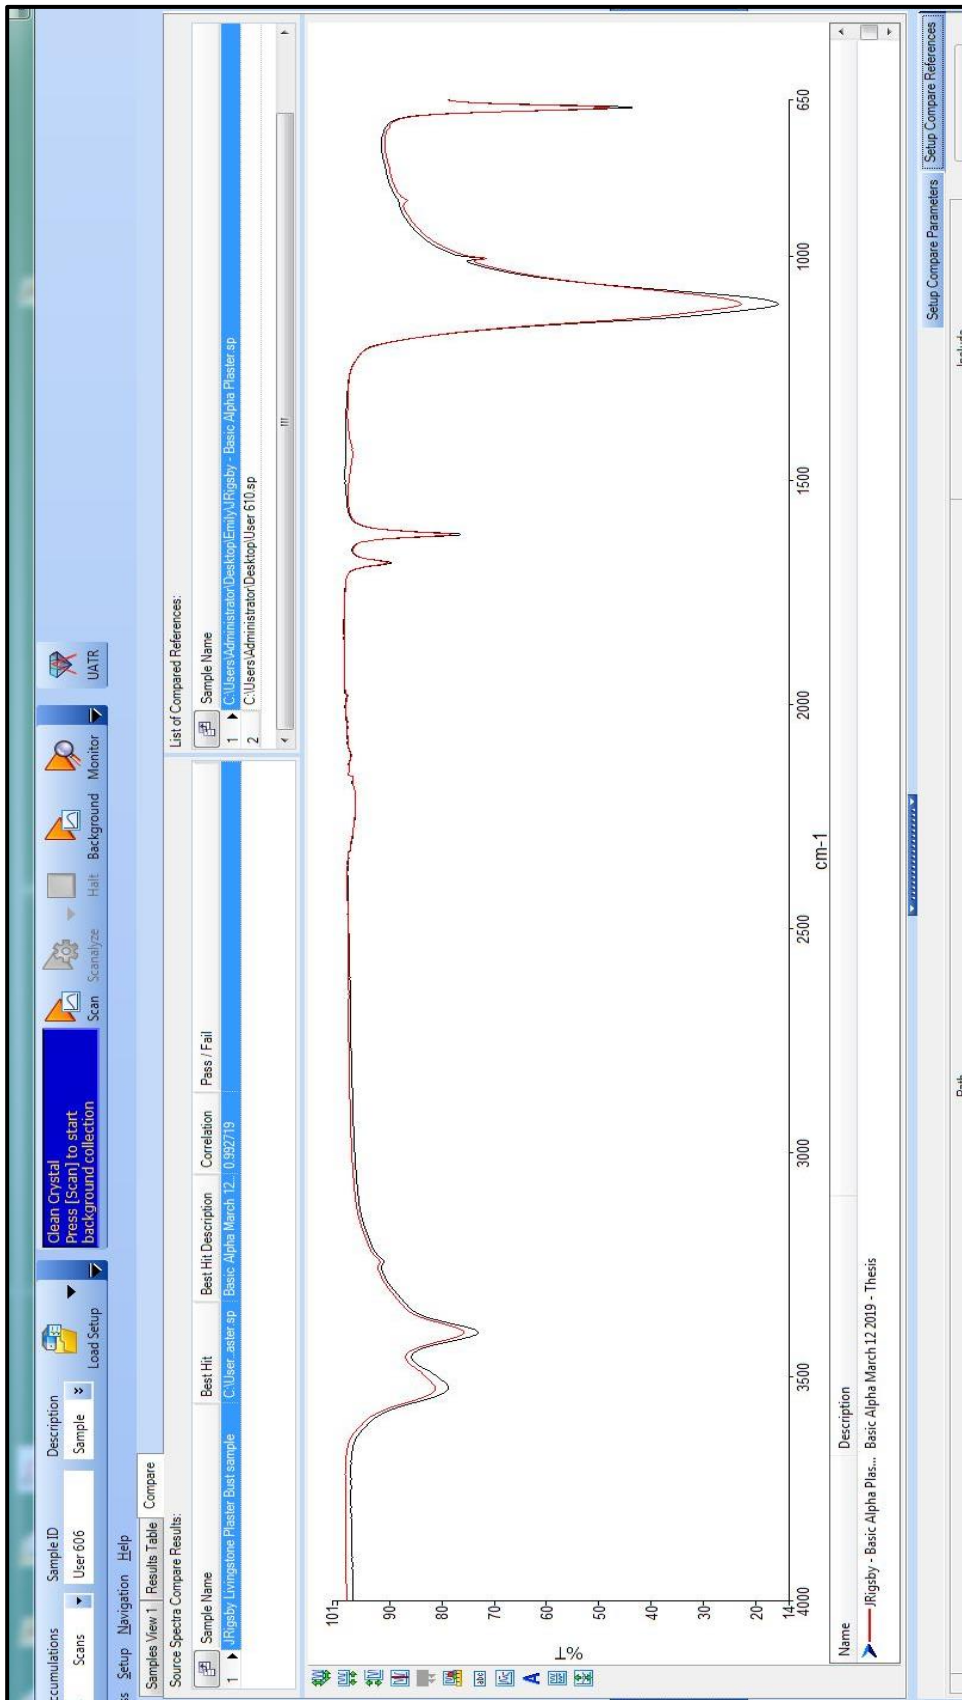 ccumulations
Sample ID
Description
Scans
User 606
Sample
Load Setup
Clean Crystal
Press [Scan] to start
background collection
Scan
Scanalyze
Halt
Background
Monitor
UATR
Setup Navigation Help
Samples View 1
Results Table
Compare
Source Spectra Compare Results:
Sample Name
Best Hit
Best Hit Description
Correlation
Pass / Fail
1
JRigsby Livingstone Plaster Bust sample
C:\User..aster.sp
Basic Alpha March 12..
0.992719
List of Compared References:
Sample Name
1
C:\Users\Administrator\Desktop\Emily\JRigsby - Basic Alpha Plaster.sp
2
C:\Users\Administrator\Desktop\User 610.sp
101
90
80
70
60
50
40
30
20
14
%T
4000
3500
3000
2500
2000
1500
1000
650
cm-1
Name
Description
JRigsby - Basic Alpha Plas...
Basic Alpha March 12 2019 - Thesis
Setup Compare Parameters
Setup Compare References